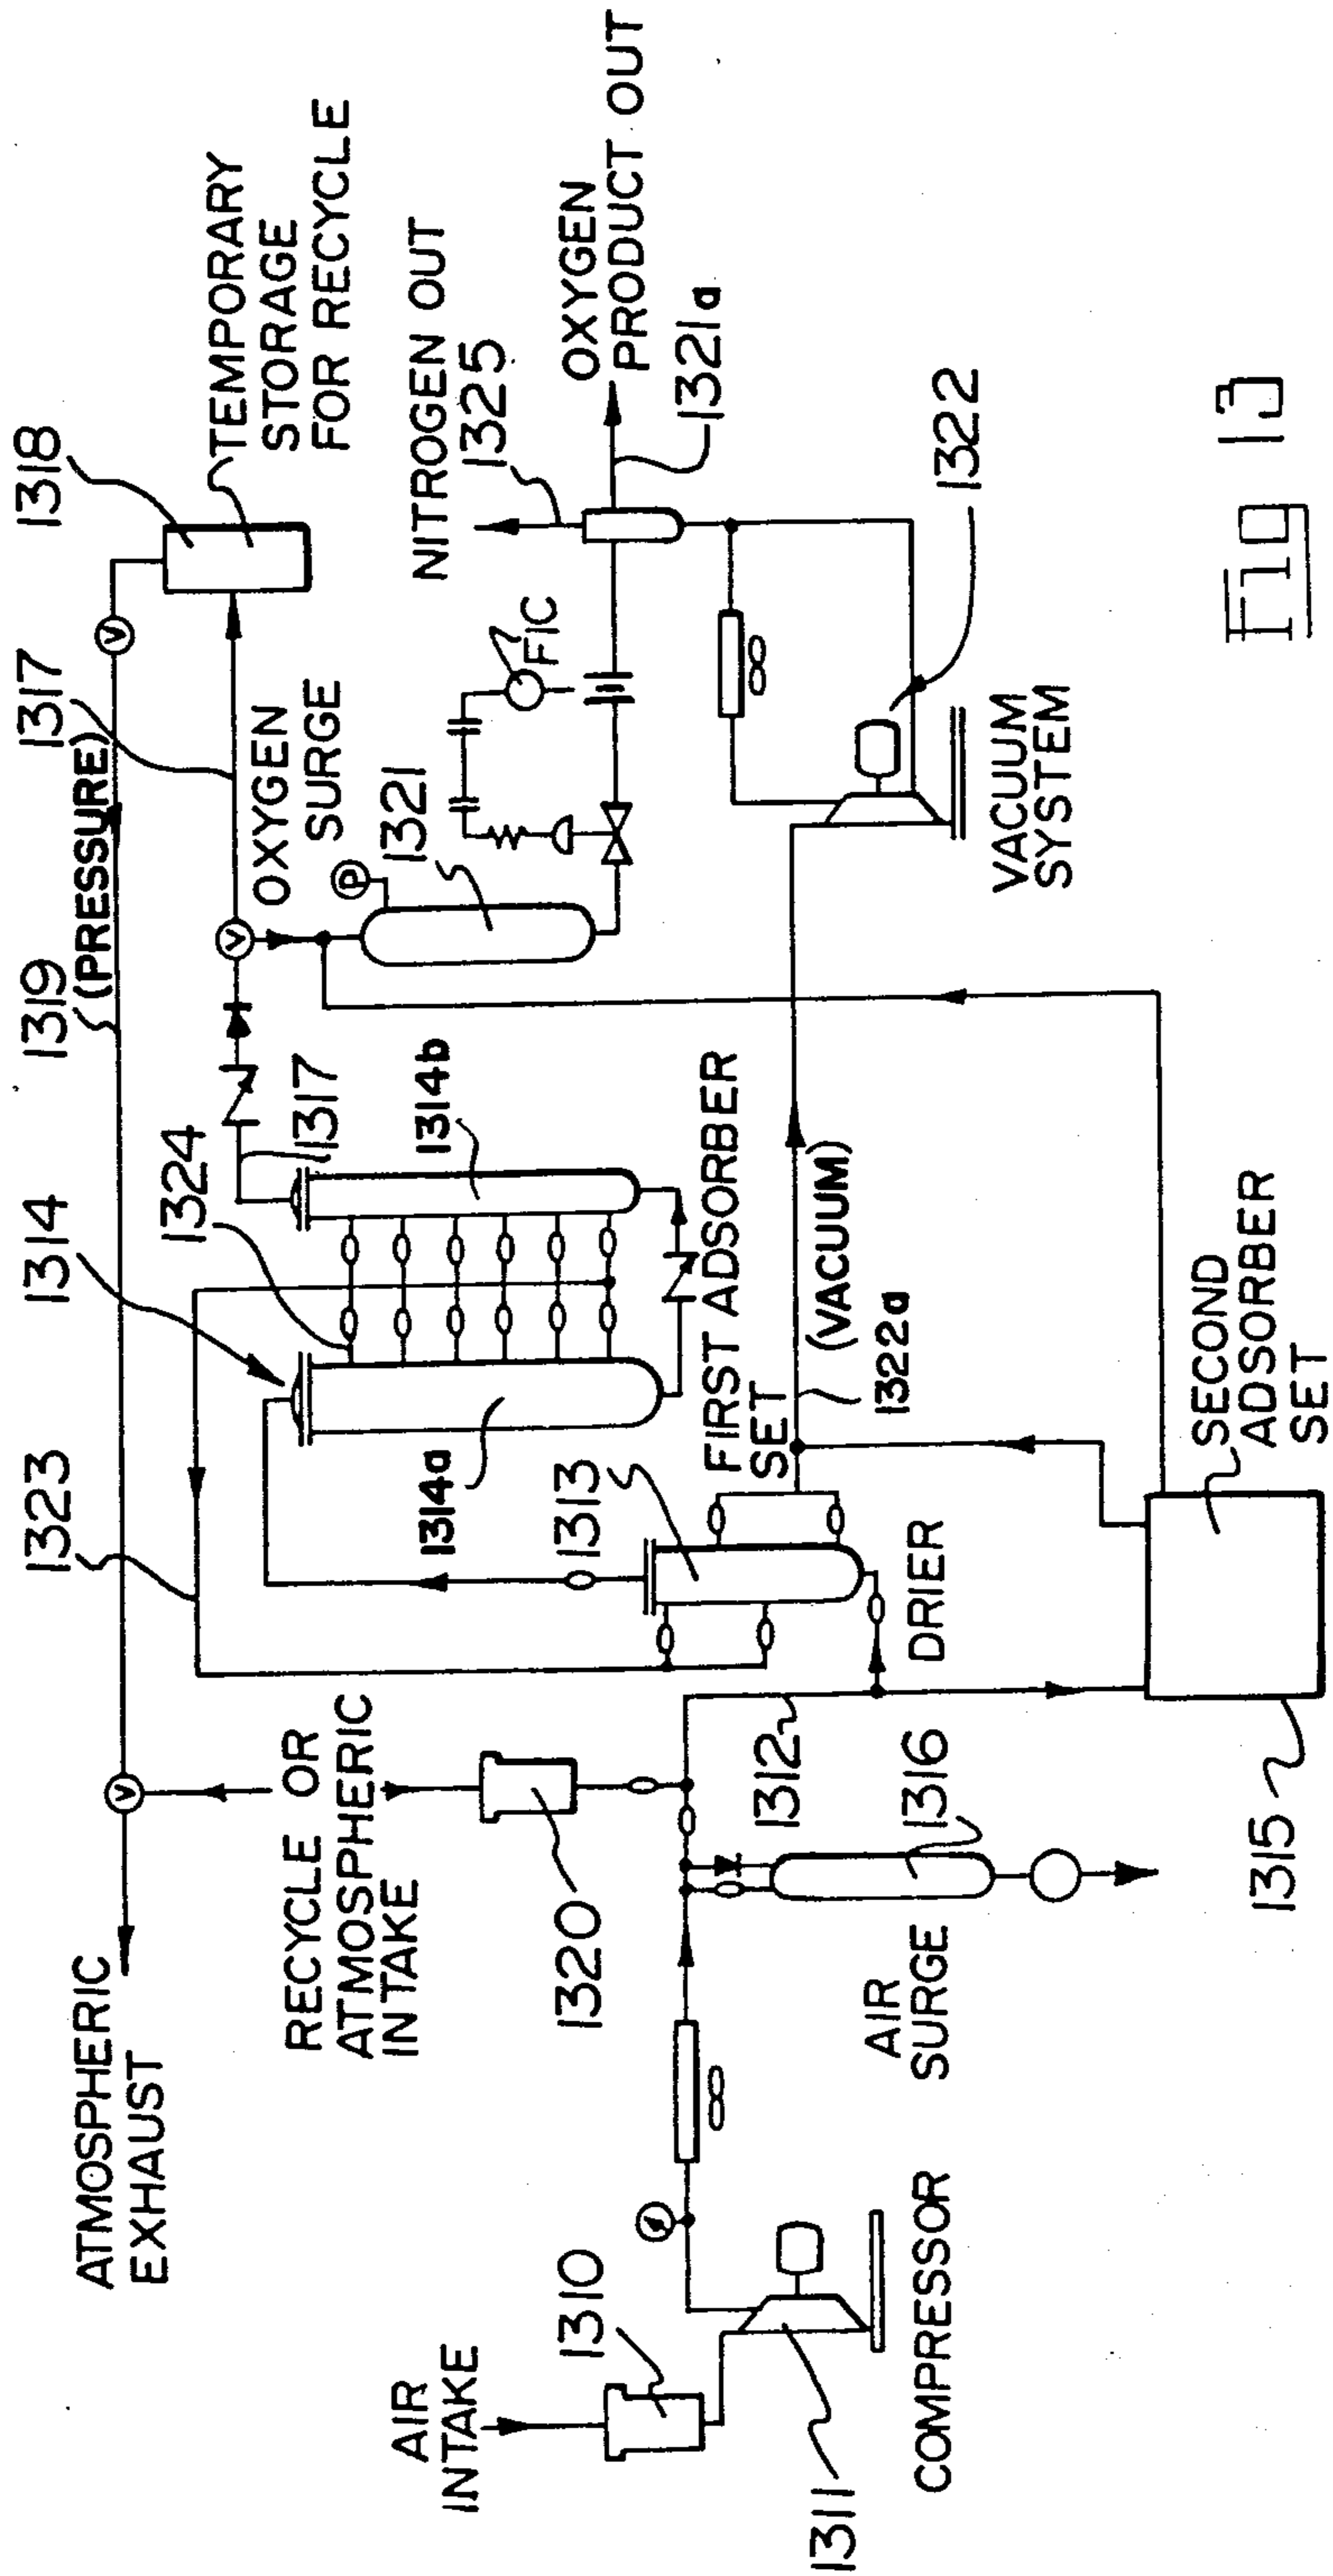 ATMOSPHERIC
EXHAUST
1323
1314
1324
1317
1319
(PRESSURE)
1317
1318
TEMPORARY
STORAGE
FOR RECYCLE
OXYGEN
SURGE
P
V
V
V
1321
FIC
NITROGEN OUT
1325
OXYGEN
PRODUCT OUT
1321a
RECYCLE OR
ATMOSPHERIC
INTAKE
1320
1313
1314a
1314b
FIRST ADSORBER
SET
(VACUUM)
1322a
1322
VACUUM
SYSTEM
AIR
INTAKE
1310
1311
COMPRESSOR
AIR
SURGE
1316
1312
DRIER
1315
SECOND
ADSORBER
SET
Fig 13